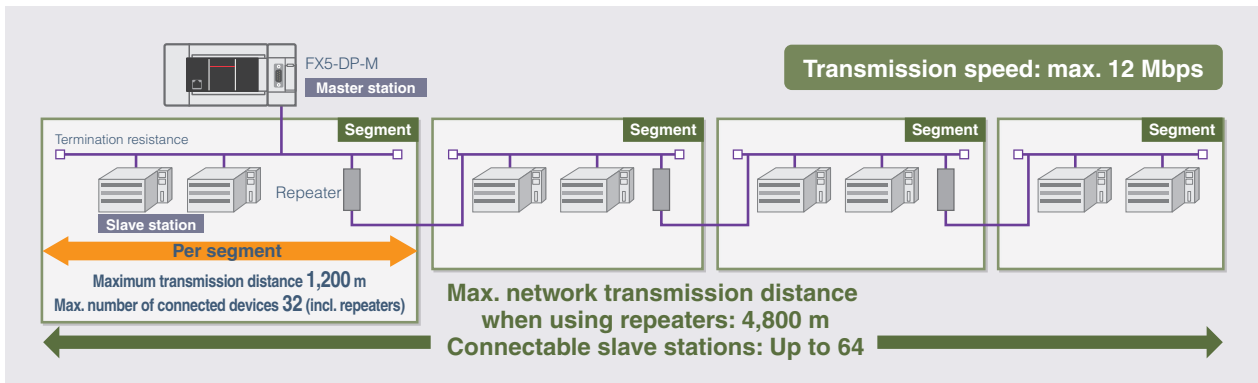 FX5-DP-M
Master station
Transmission speed: max. 12 Mbps
Segment
Segment
Segment
Segment
Termination resistance
Repeater
Slave station
Per segment
Maximum transmission distance 1,200 m
Max. number of connected devices 32 (incl. repeaters)
Max. network transmission distance
when using repeaters: 4,800 m
Connectable slave stations: Up to 64